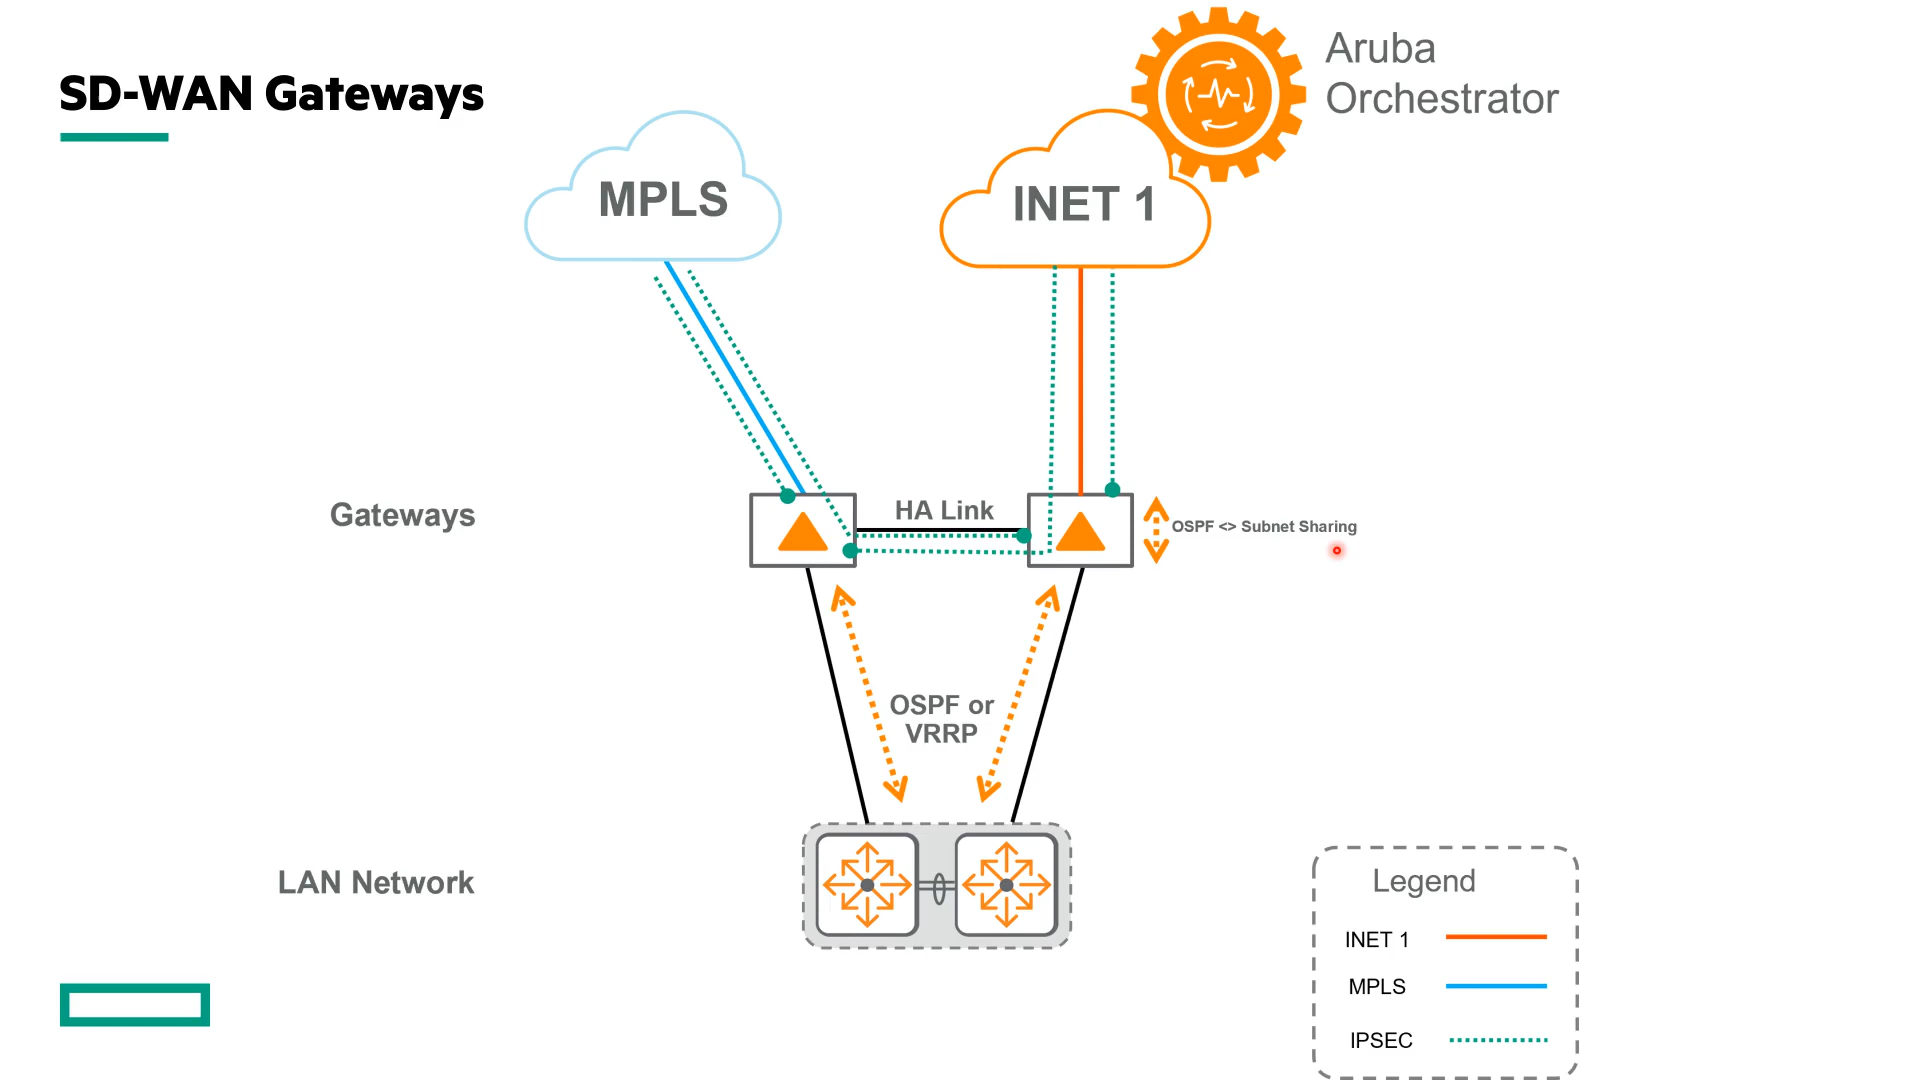 SD-WAN Gateways
Aruba
Orchestrator
MPLS
INET 1
Gateways
HA Link
OSPF <> Subnet Sharing
OSPF or
VRRP
LAN Network
Legend
INET 1
MPLS
IPSEC